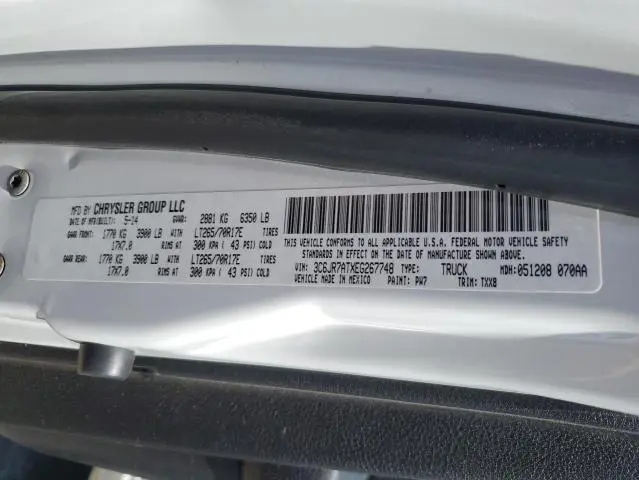 MFD BY CHRYSLER GROUP LLC
DATE OF MFR/BUILT: 5-14 GVWR: 2881 KG 6350 LB
GAWR FRONT: 1770 KG 3900 LB WITH LT265/70R17E TIRES
17X7.0 RIMS AT 300 KPA ( 43 PSI) COLD
GAWR REAR: 1770 KG 3900 LB WITH LT265/70R17E TIRES
17X7.0 RIMS AT 300 KPA ( 43 PSI) COLD
THIS VEHICLE CONFORMS TO ALL APPLICABLE U.S.A. FEDERAL MOTOR VEHICLE SAFETY
STANDARDS IN EFFECT ON THE DATE OF MANUFACTURE SHOWN ABOVE.
VIN: 3C6JR7ATXEG267748 TYPE: TRUCK MDH: 051208 070AA
VEHICLE MADE IN MEXICO PAINT: PW7 TRIM: TXX8